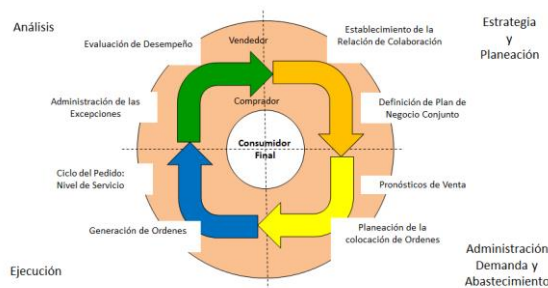 Análisis
Estrategia
y
Planeación
Evaluación de Desempeño
Vendedor
Establecimiento de la
Relación de Colaboración
Administración de las
Excepciones
Comprador
Definición de Plan de
Negocio Conjunto
Consumidor
Final
Ciclo del Pedido:
Nivel de Servicio
Pronósticos de Venta
Generación de Ordenes
Planeación de la
colocación de Ordenes
Ejecución
Administración
Demanda y
Abastecimiento